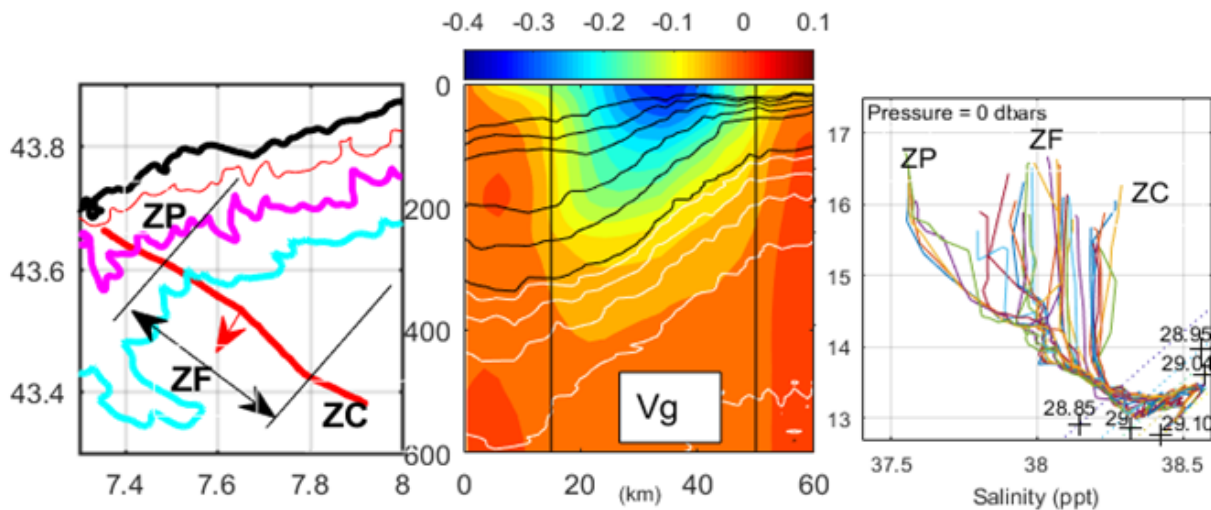 -0.4 -0.3 -0.2 -0.1 0 0.1
43.8
43.6
43.4
7.4 7.6 7.8 8
ZP
ZF
ZC
0
200
400
600
0 20 40 60
(km)
Vg
Pressure = 0 dbars
17
16
15
14
13
ZP
ZF
ZC
28.95
29.04
28.85
29
29.10
37.5 38 38.5
Salinity (ppt)